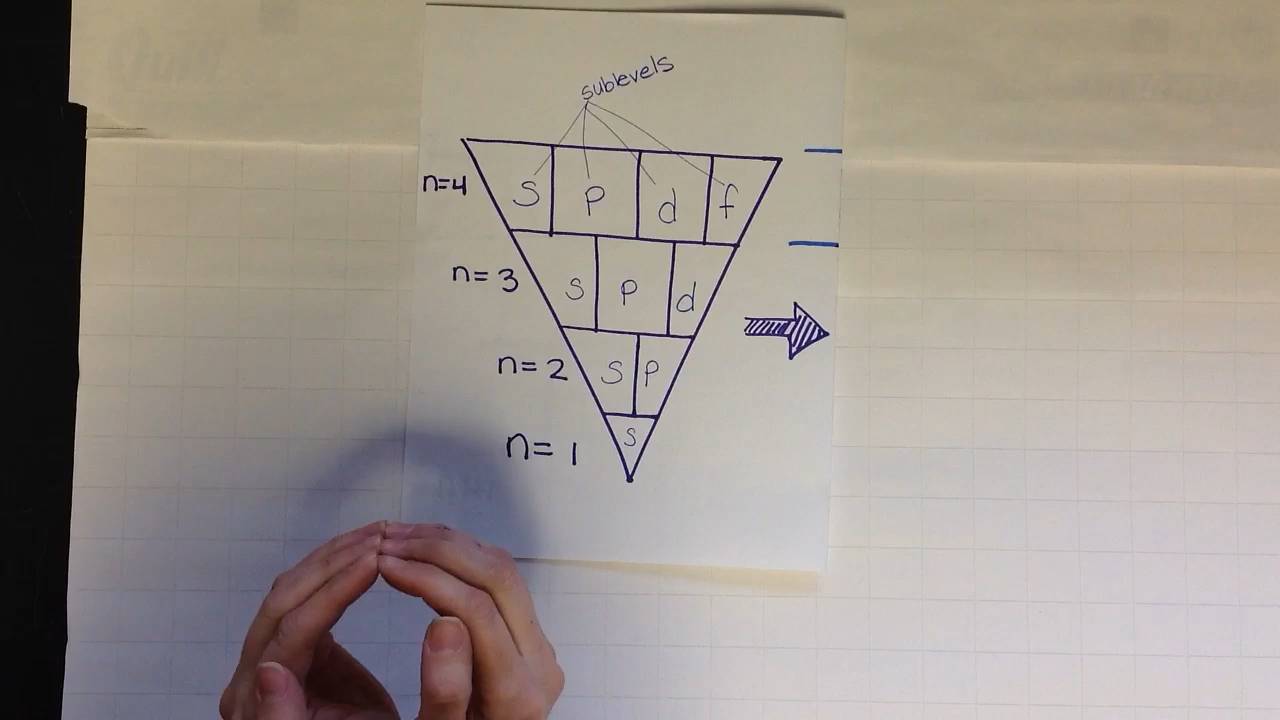 sublevels
n=4 S P d f
n=3 S P d
n=2 S P
n=1 S